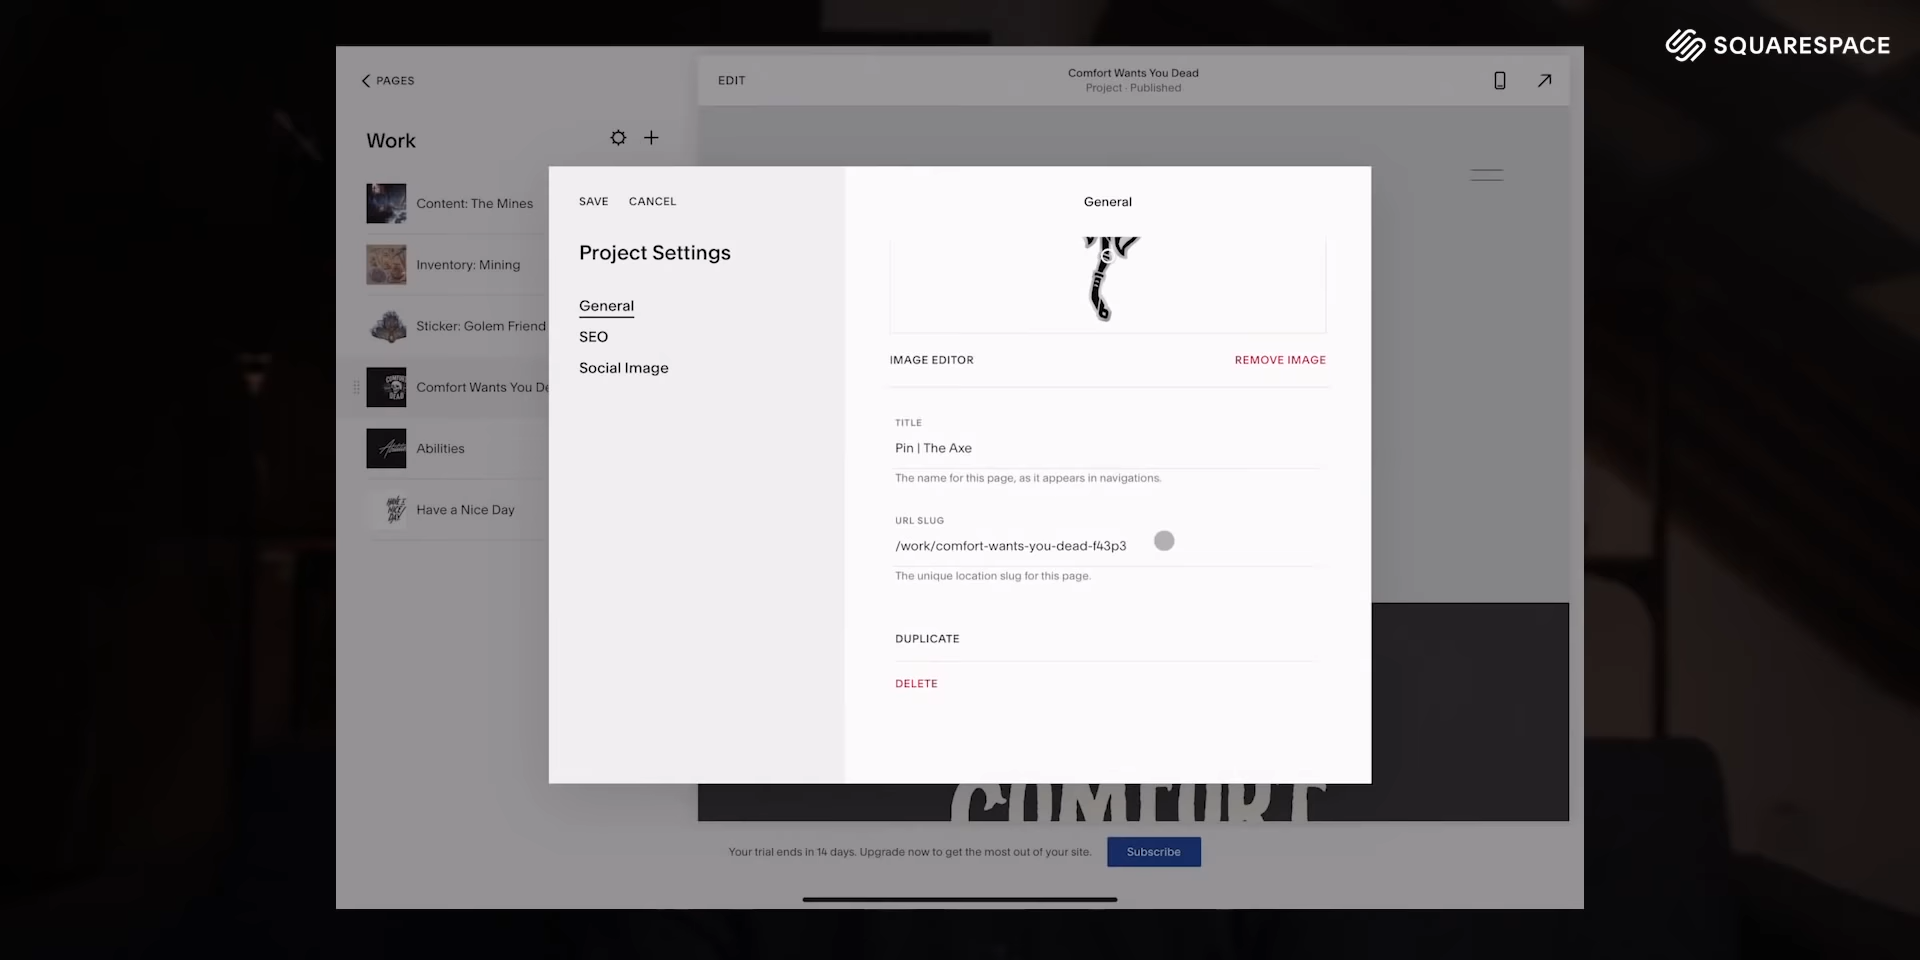 SQUARESPACE
PAGES
EDIT
Comfort Wants You Dead
Project · Published
Work
Content: The Mines
Inventory: Mining
Sticker: Golem Friend
Comfort Wants You De
Abilities
Have a Nice Day
SAVE
CANCEL
Project Settings
General
SEO
Social Image
General
IMAGE EDITOR
REMOVE IMAGE
TITLE
Pin | The Axe
The name for this page, as it appears in navigations.
URL SLUG
/work/comfort-wants-you-dead-f43p3
The unique location slug for this page.
DUPLICATE
DELETE
COMFORT
Your trial ends in 14 days. Upgrade now to get the most out of your site.
Subscribe